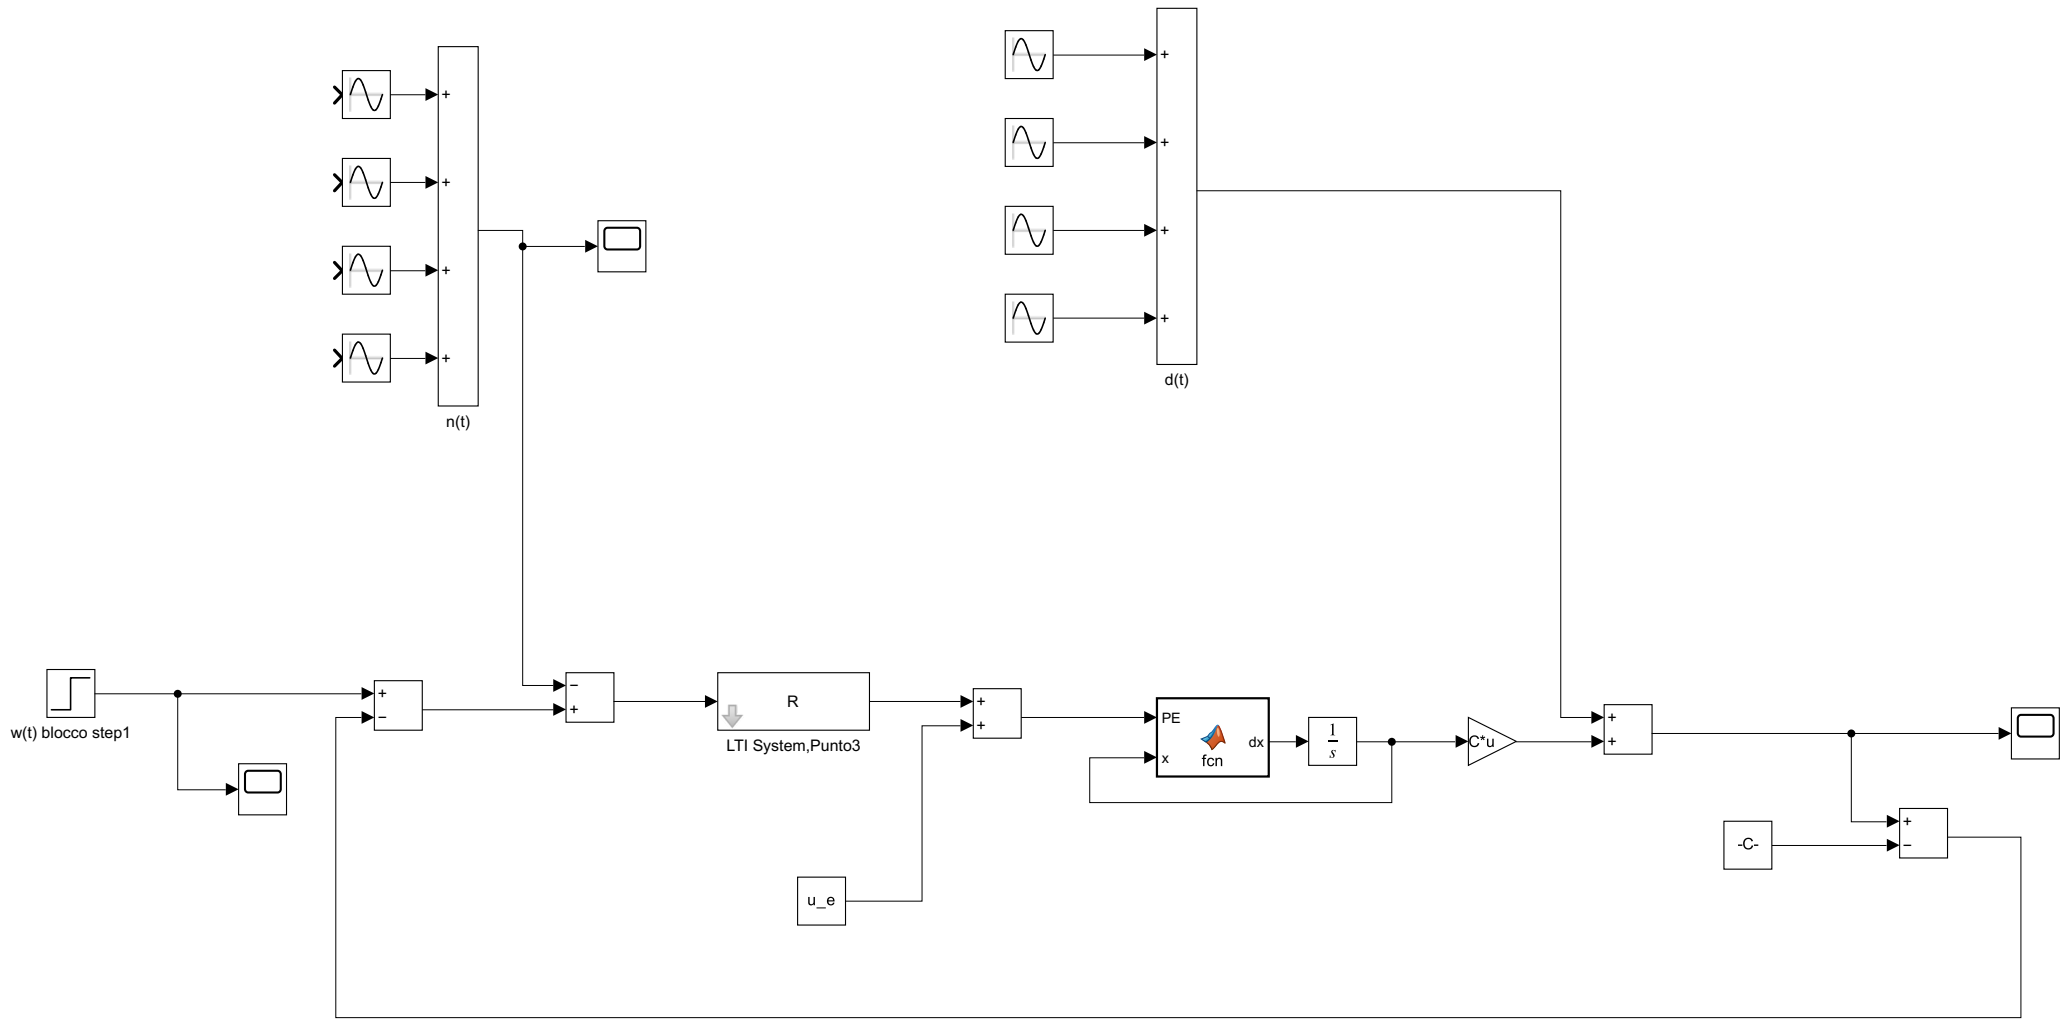 +
+
+
+
n(t)
+
+
+
+
d(t)
w(t) blocco step1
+
−
−
+
R
LTI System,Punto3
+
+
u_e
PE
x
dx
fcn
1
s
C*u
+
+
-C-
+
−